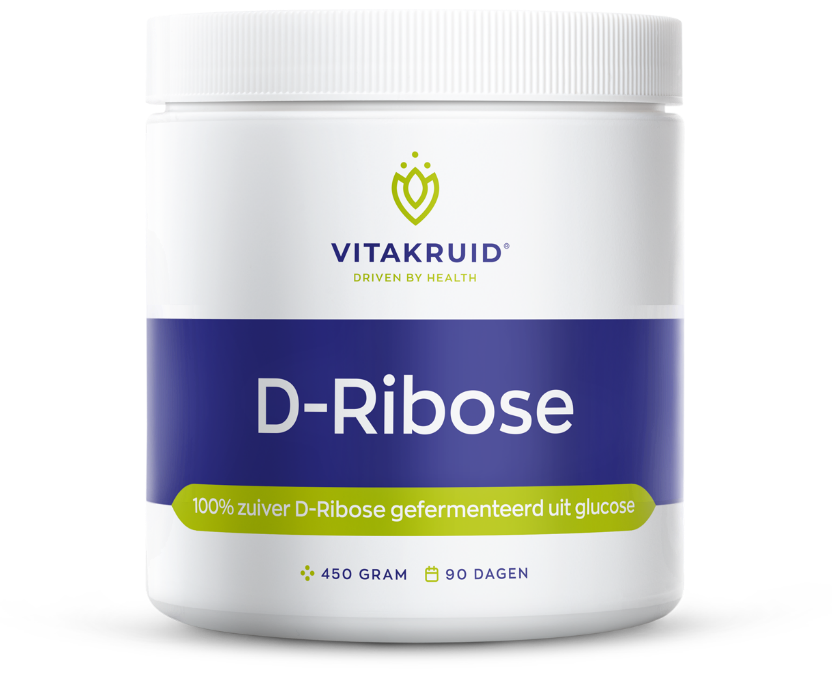 VITAKRUID®
DRIVEN BY HEALTH
D-Ribose
100% zuiver D-Ribose gefermenteerd uit glucose
450 GRAM 90 DAGEN